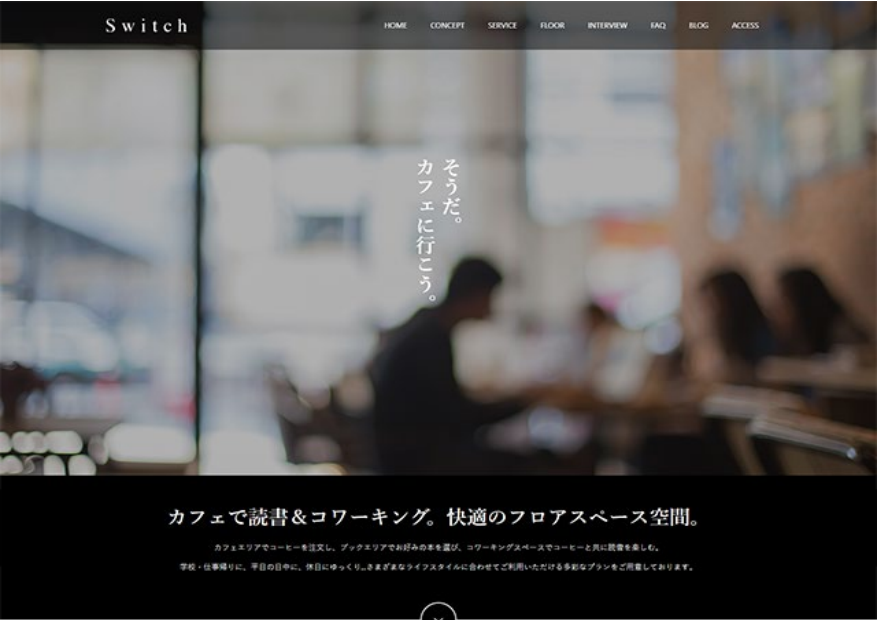 Switch
HOME CONCEPT SERVICE FLOOR INTERVIEW FAQ BLOG ACCESS
そうだ。
カフェに行こう。
カフェで読書＆コワーキング。快適のフロアスペース空間。
カフェエリアでコーヒーを注文し、ブックエリアでお好みの本を選び、コワーキングスペースでコーヒーと共に読書を楽しむ。
学校・仕事帰りに、平日の日中に、休日にゆっくり…さまざまなライフスタイルに合わせてご利用いただける多彩なプランをご用意しております。